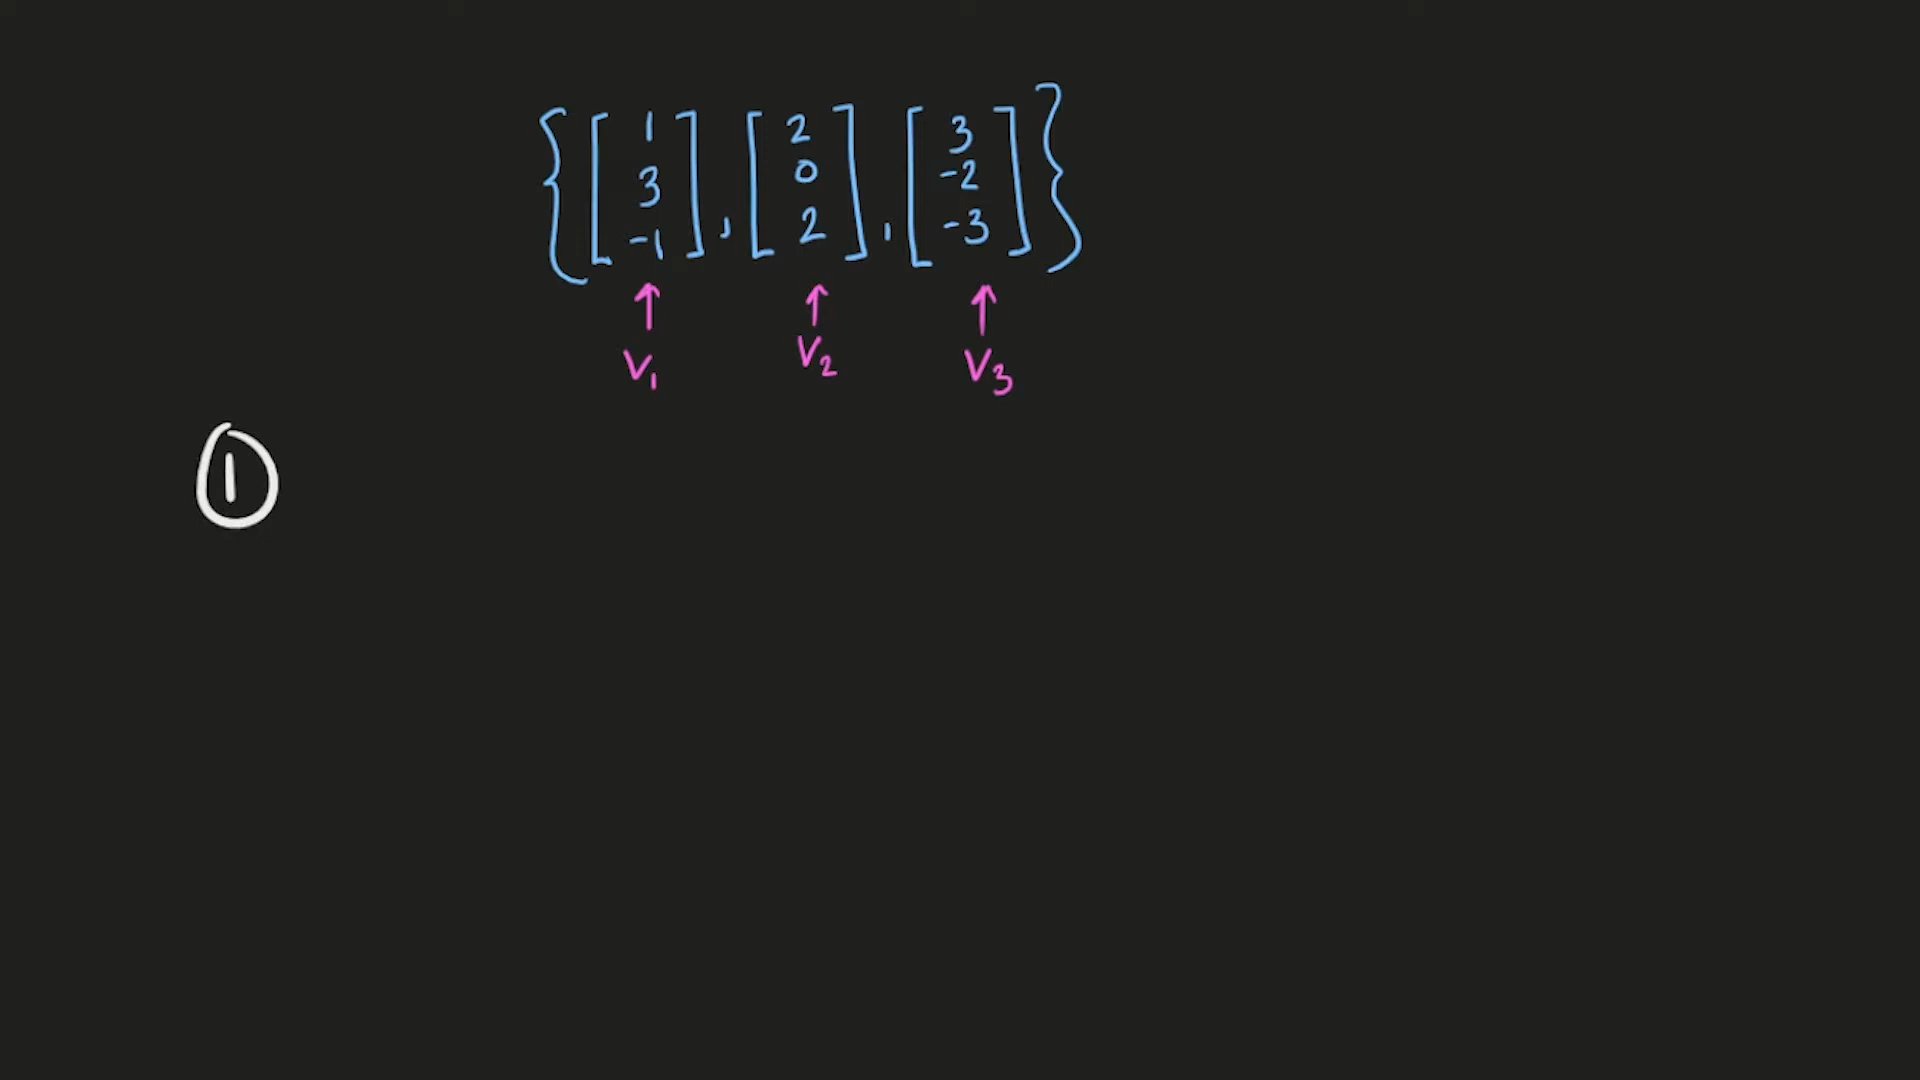 {[1 3 -1], [2 0 2], [3 -2 -3]}
↑ ↑ ↑
V₁ V₂ V₃
①